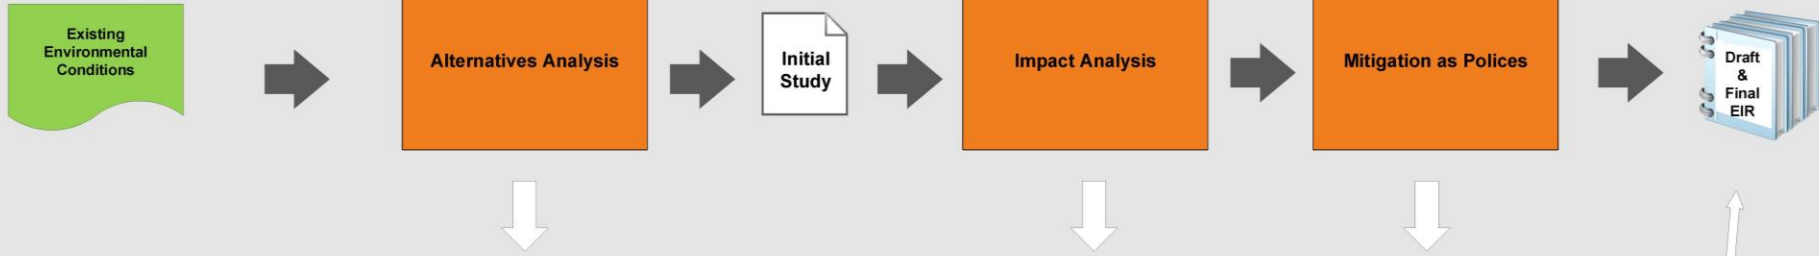 Existing
Environmental
Conditions
Alternatives Analysis
Initial
Study
Impact Analysis
Mitigation as Polices
Draft
&
Final
EIR